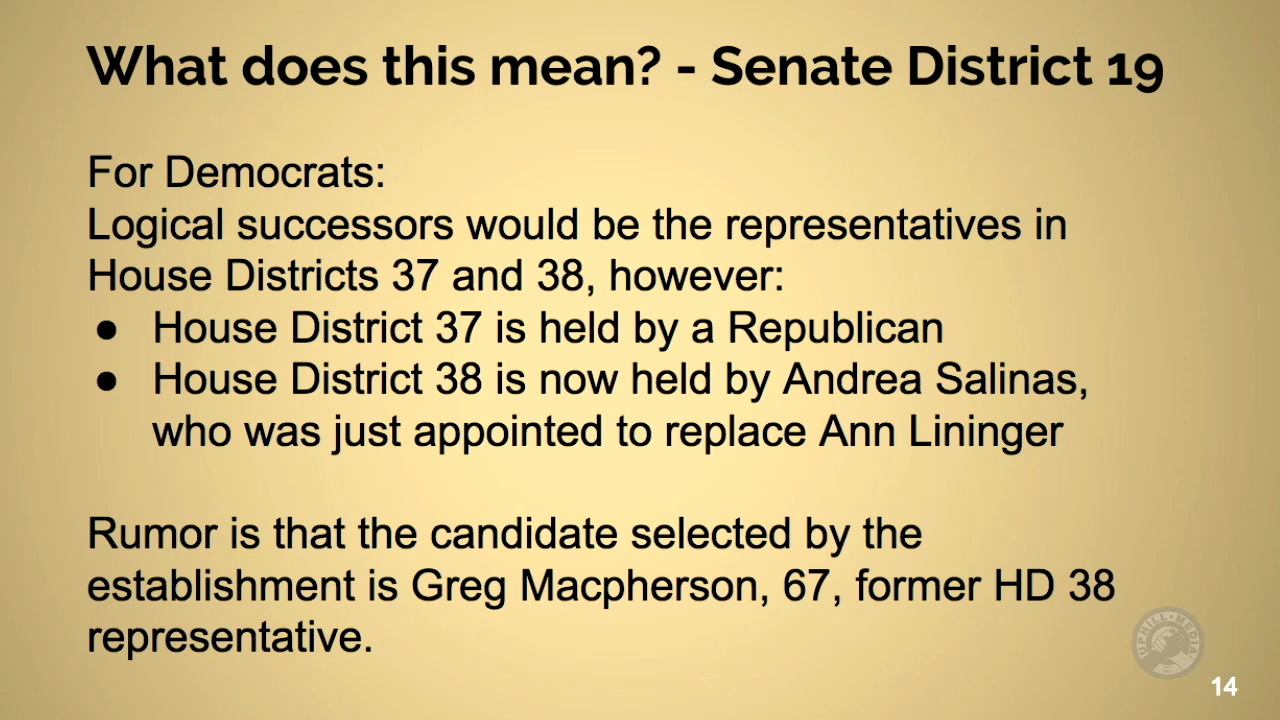 What does this mean? - Senate District 19
For Democrats:
Logical successors would be the representatives in
House Districts 37 and 38, however:
● House District 37 is held by a Republican
● House District 38 is now held by Andrea Salinas,
who was just appointed to replace Ann Lininger
Rumor is that the candidate selected by the
establishment is Greg Macpherson, 67, former HD 38
representative.
UPHILL MEDIA
14